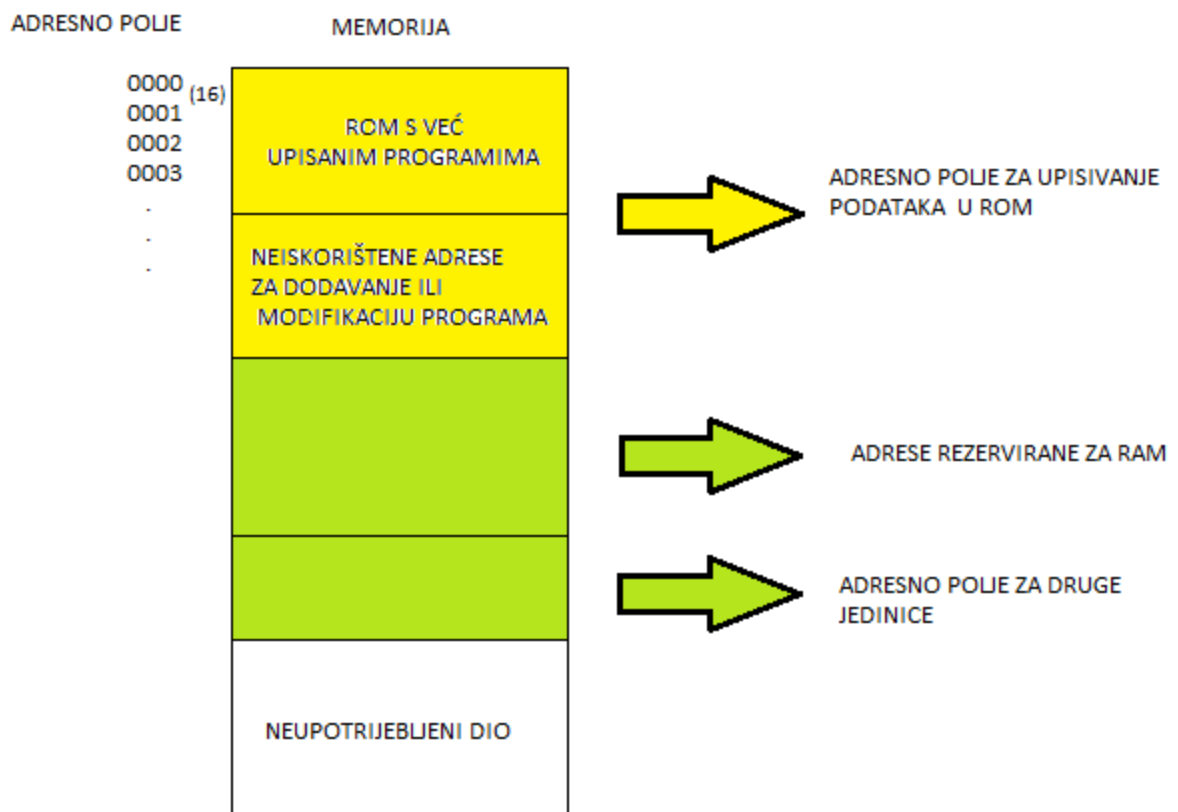 ADRESNO POLJE
MEMORIJA
0000 (16)
0001
0002
0003
.
.
.
ROM S VEĆ
UPISANIM PROGRAMIMA
NEISKORIŠTENE ADRESE
ZA DODAVANJE ILI
MODIFIKACIJU PROGRAMA
ADRESNO POLJE ZA UPISIVANJE
PODATAKA U ROM
ADRESE REZERVIRANE ZA RAM
ADRESNO POLJE ZA DRUGE
JEDINICE
NEUPOTRIJEBLJENI DIO